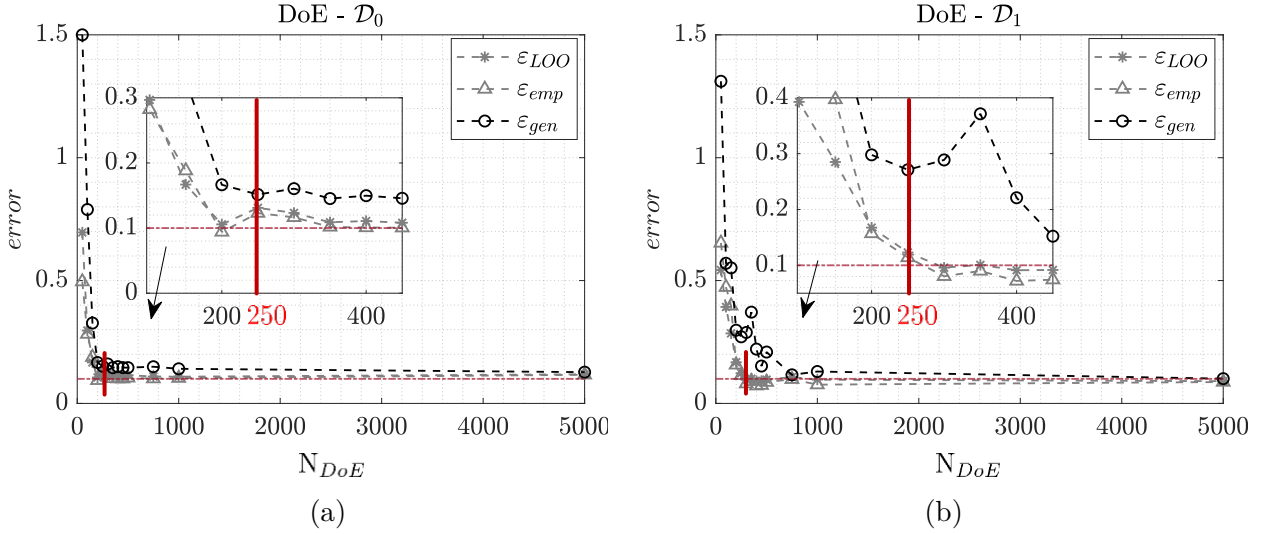 DoE - D₀
error
1.5
1
0.5
0
0 1000 2000 3000 4000 5000
N_DoE
ε_LOO
ε_emp
ε_gen
0.3
0.2
0.1
0
200 250 400
(a)
DoE - D₁
error
1.5
1
0.5
0
0 1000 2000 3000 4000 5000
N_DoE
ε_LOO
ε_emp
ε_gen
0.4
0.3
0.2
0.1
200 250 400
(b)